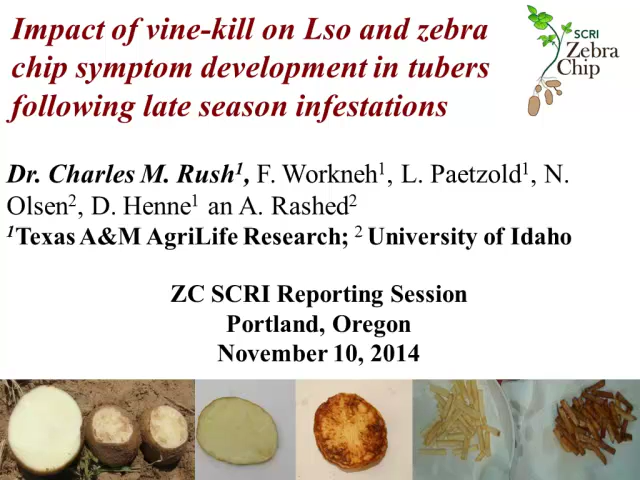 Impact of vine-kill on Lso and zebra
chip symptom development in tubers
following late season infestations
SCRI
Zebra
Chip
Dr. Charles M. Rush¹, F. Workneh¹, L. Paetzold¹, N.
Olsen², D. Henne¹ an A. Rashed²
¹Texas A&M AgriLife Research; ² University of Idaho
ZC SCRI Reporting Session
Portland, Oregon
November 10, 2014